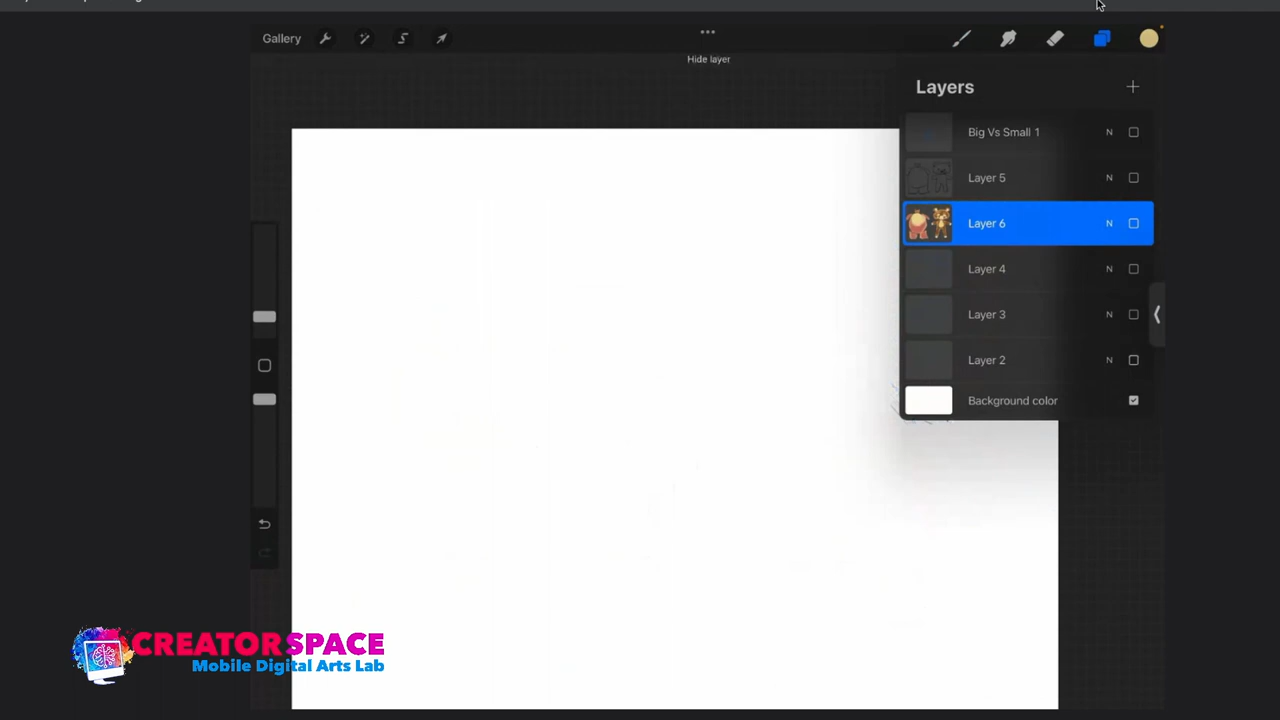 Gallery
Hide layer
Layers
Big Vs Small 1 N
Layer 5 N
Layer 6 N
Layer 4 N
Layer 3 N
Layer 2 N
Background color
CREATOR SPACE
Mobile Digital Arts Lab